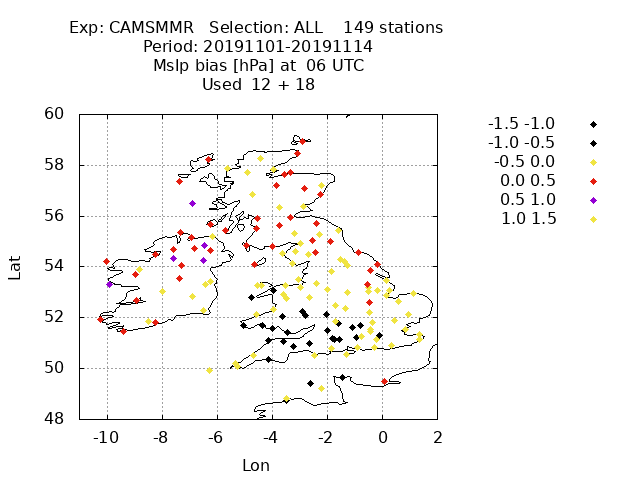 Exp: CAMSMMR Selection: ALL 149 stations
Period: 20191101-20191114
Mslp bias [hPa] at 06 UTC
Used 12 + 18
-1.5 -1.0
-1.0 -0.5
-0.5 0.0
0.0 0.5
0.5 1.0
1.0 1.5
60
58
56
54
52
50
48
Lat
-10 -8 -6 -4 -2 0 2
Lon